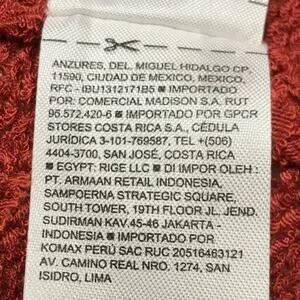 ANZURES, DEL. MIGUEL HIDALGO CP.
11590, CIUDAD DE MEXICO, MEXICO,
RFC - IBU1312171B5 ■ IMPORTADO
POR: COMERCIAL MADISON S.A. RUT
95.572.420-6 ■ IMPORTADO POR GPCR
STORES COSTA RICA S.A., CÉDULA
JURÍDICA 3-101-769587, TEL +(506)
4404-3700, SAN JOSÉ, COSTA RICA
■ EGYPT: RIGE LLC ■ DI IMPOR OLEH :
PT. ARMAAN RETAIL INDONESIA,
SAMPOERNA STRATEGIC SQUARE,
SOUTH TOWER, 19TH FLOOR JL. JEND.
SUDIRMAN KAV.45-46 JAKARTA -
INDONESIA ■ IMPORTADO POR
KOMAX PERÚ SAC RUC 20516463121
AV. CAMINO REAL NRO. 1274, SAN
ISIDRO, LIMA